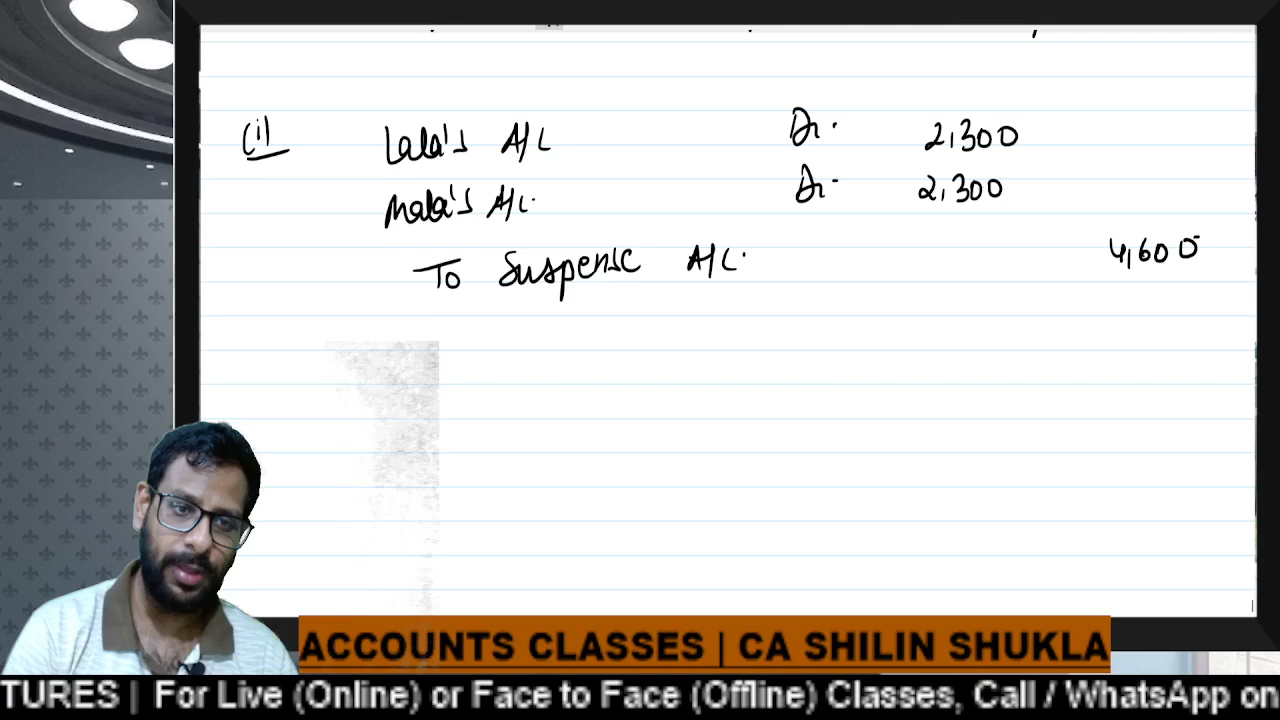 (i) Lala's A/c Dr. 2,300
Mala's A/c. Dr. 2,300
To Suspense A/c. 4,600
ACCOUNTS CLASSES | CA SHILIN SHUKLA
TURES | For Live (Online) or Face to Face (Offline) Classes, Call / WhatsApp on